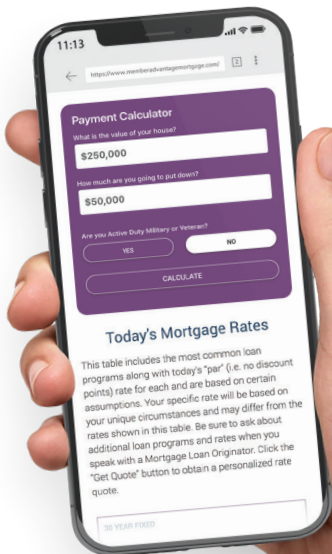 11:13
https://www.memberadvantagemortgage.com/
3
Payment Calculator
What is the value of your house?
$250,000
How much are you going to put down?
$50,000
Are you Active Duty Military or Veteran?
YES
NO
CALCULATE
Today's Mortgage Rates
This table includes the most common loan
programs along with today's "par" (i.e. no discount
points) rate for each and are based on certain
assumptions. Your specific rate will be based on
your unique circumstances and may differ from the
rates shown in this table. Be sure to ask about
additional loan programs and rates when you
speak with a Mortgage Loan Originator. Click the
"Get Quote" button to obtain a personalized rate
quote.
30 YEAR FIXED